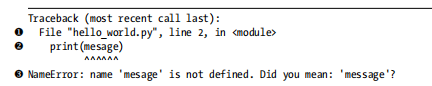 Traceback (most recent call last):
❶ File "hello_world.py", line 2, in <module>
❷ print(mesage)
^^^^^^
❸ NameError: name 'mesage' is not defined. Did you mean: 'message'?